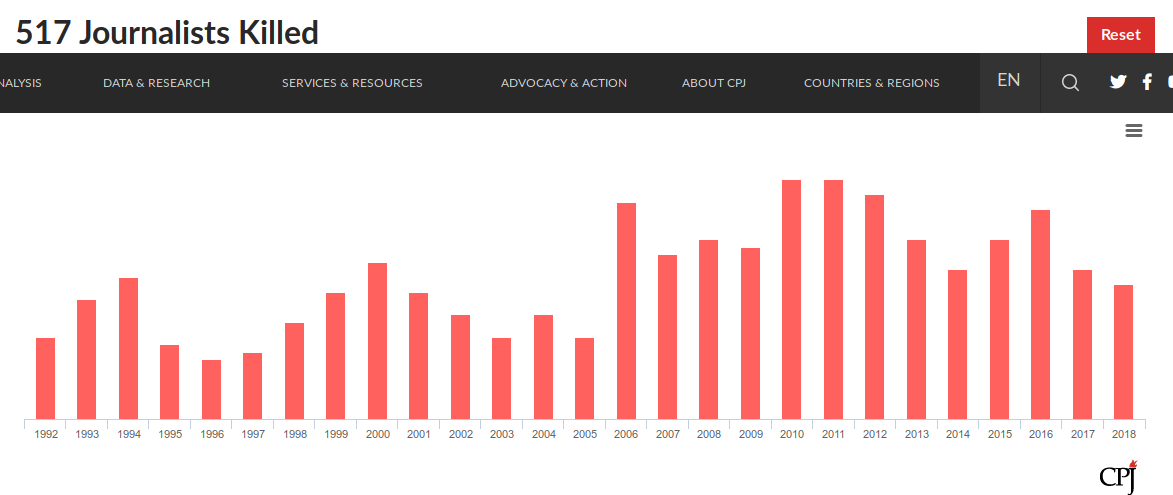 517 Journalists Killed
Reset
NALYSIS DATA & RESEARCH SERVICES & RESOURCES ADVOCACY & ACTION ABOUT CPJ COUNTRIES & REGIONS EN
1992 1993 1994 1995 1996 1997 1998 1999 2000 2001 2002 2003 2004 2005 2006 2007 2008 2009 2010 2011 2012 2013 2014 2015 2016 2017 2018
CPJ